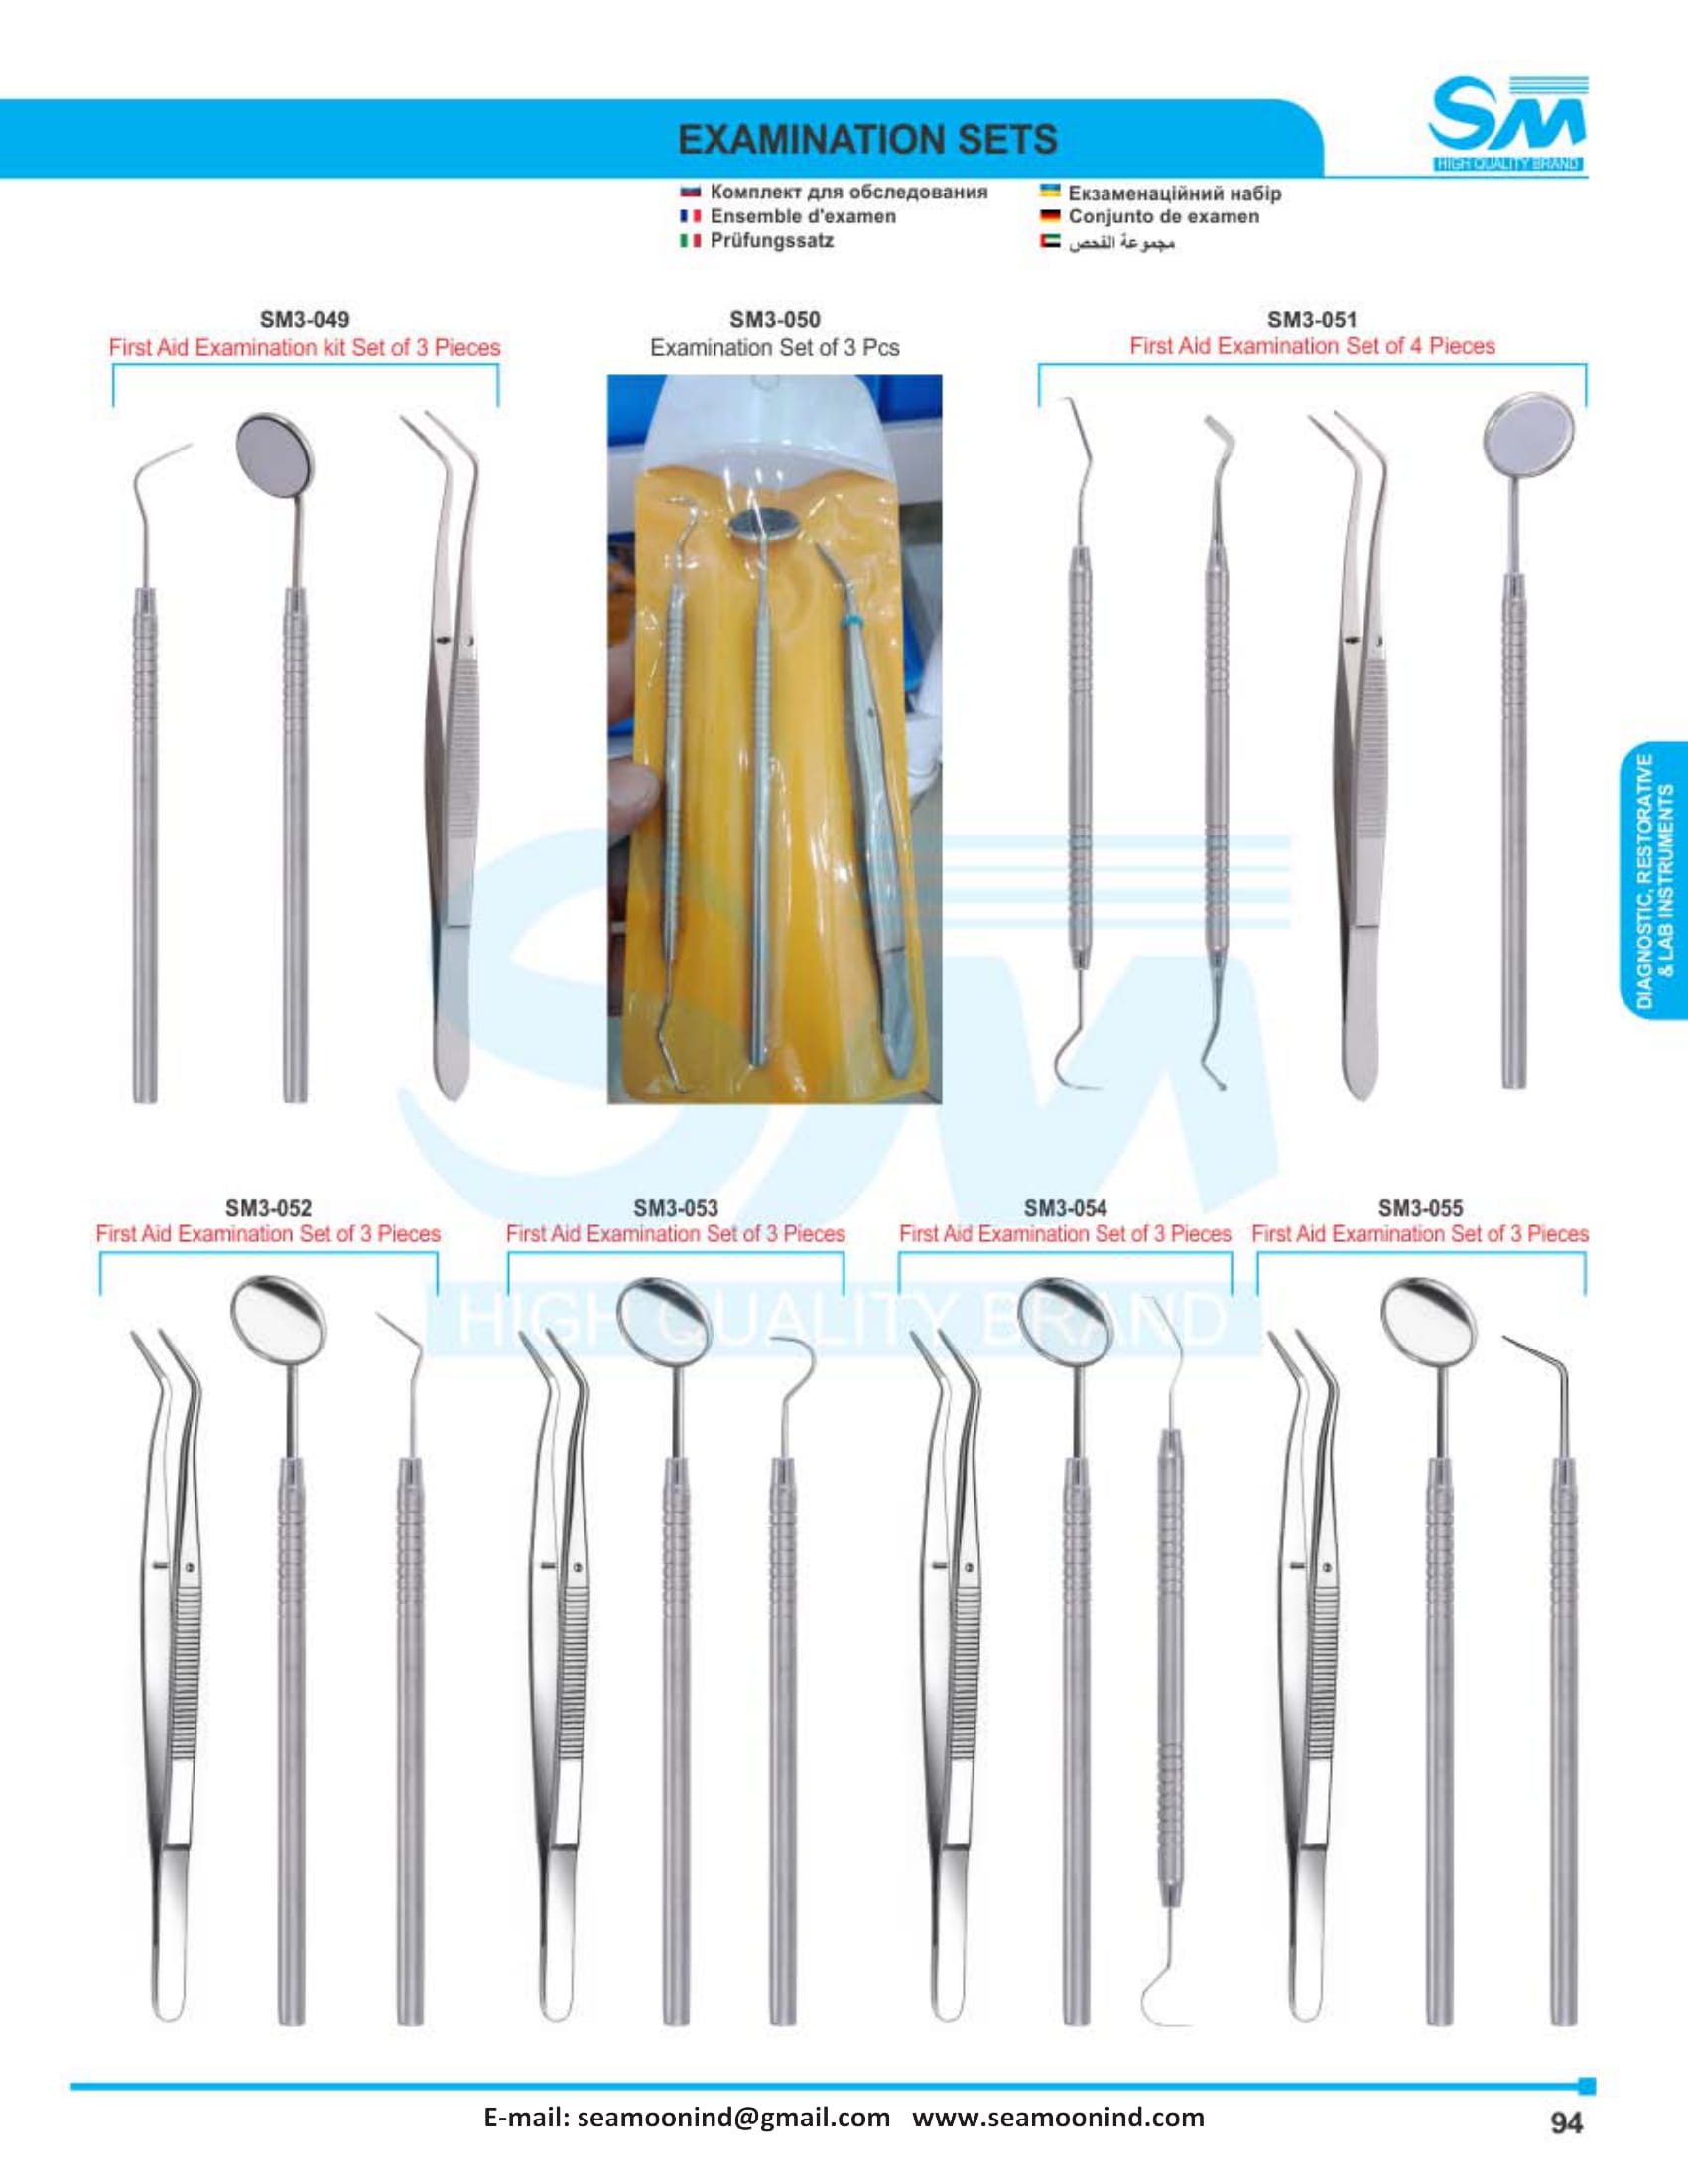 SM
HIGH QUALITY BRAND
EXAMINATION SETS
Комплект для обследования
Ensemble d'examen
Prüfungssatz
Екзаменаційний набір
Conjunto de examen
مجموعة الفحص
SM3-049
First Aid Examination kit Set of 3 Pieces
SM3-050
Examination Set of 3 Pcs
SM3-051
First Aid Examination Set of 4 Pieces
DIAGNOSTIC, RESTORATIVE
& LAB INSTRUMENTS
SM
HIGH QUALITY BRAND
SM3-052
First Aid Examination Set of 3 Pieces
SM3-053
First Aid Examination Set of 3 Pieces
SM3-054
First Aid Examination Set of 3 Pieces
SM3-055
First Aid Examination Set of 3 Pieces
E-mail: seamoonind@gmail.com www.seamoonind.com
94